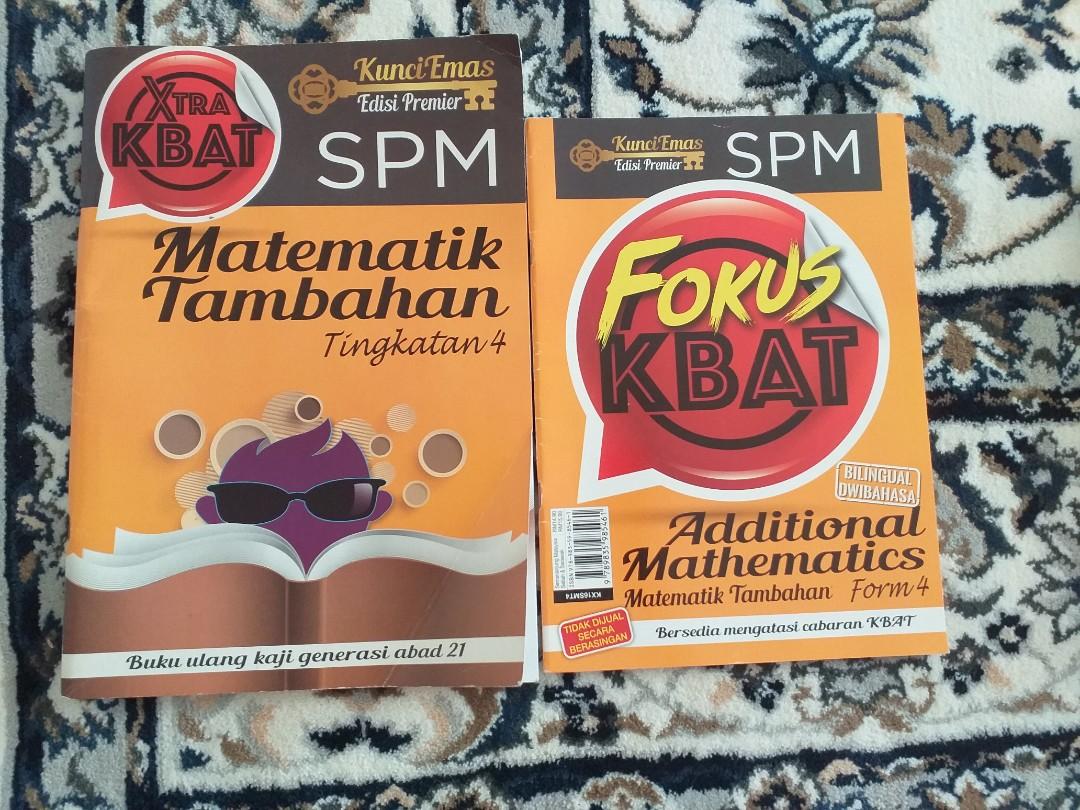 XTRA
KBAT
Kunci Emas
Edisi Premier
SPM
Matematik
Tambahan
Tingkatan 4
Buku ulang kaji generasi abad 21
Kunci Emas
Edisi Premier
SPM
FOKUS
KBAT
BILINGUAL
DWIBAHASA
Additional
Mathematics
Matematik Tambahan Form 4
KX16SMT4
TIDAK DIJUAL
SECARA
BERASINGAN
Bersedia mengatasi cabaran KBAT